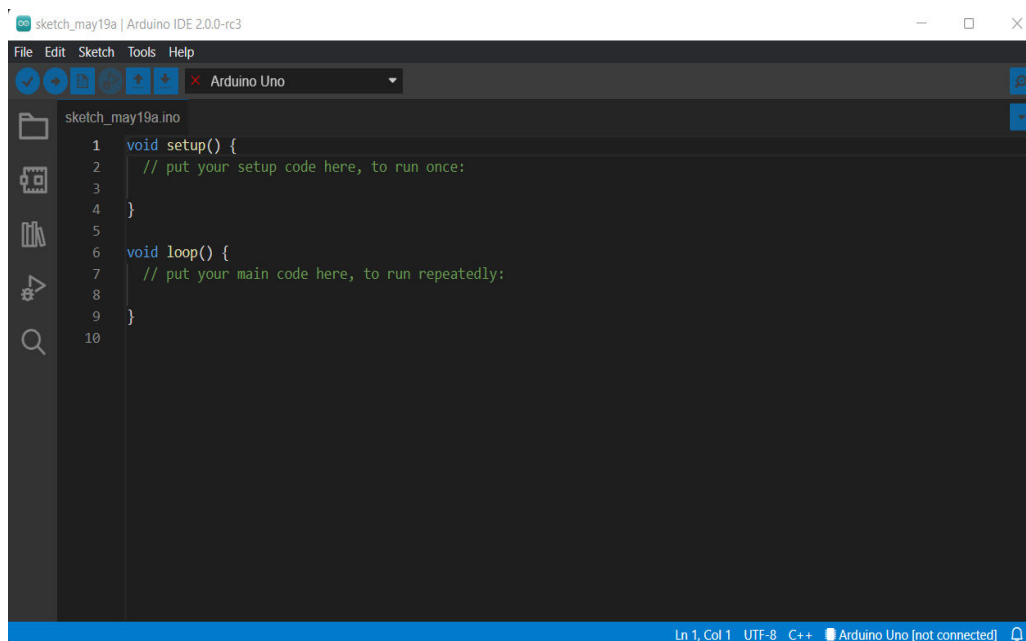 sketch_may19a | Arduino IDE 2.0.0-rc3
File Edit Sketch Tools Help
Arduino Uno
sketch_may19a.ino
1 void setup() {
2 // put your setup code here, to run once:
3
4 }
5
6 void loop() {
7 // put your main code here, to run repeatedly:
8
9 }
10
Ln 1, Col 1 UTF-8 C++ Arduino Uno [not connected]